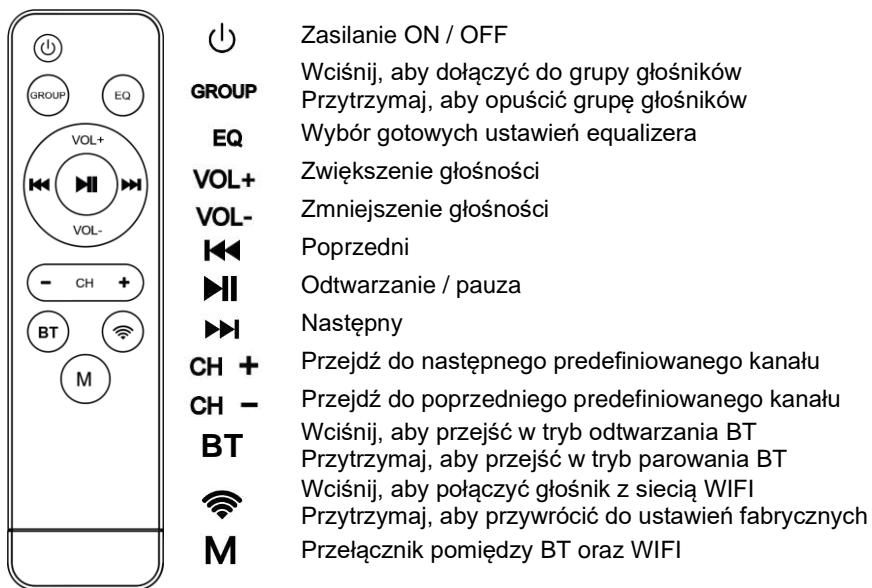 GROUP
EQ
VOL+
VOL-
- CH +
BT
M
Zasilanie ON / OFF
GROUP Wciśnij, aby dołączyć do grupy głośników
Przytrzymaj, aby opuścić grupę głośników
EQ Wybór gotowych ustawień equalizera
VOL+ Zwiększenie głośności
VOL- Zmniejszenie głośności
Poprzedni
Odtwarzanie / pauza
Następny
CH + Przejdź do następnego predefiniowanego kanału
CH - Przejdź do poprzedniego predefiniowanego kanału
BT Wciśnij, aby przejść w tryb odtwarzania BT
Przytrzymaj, aby przejść w tryb parowania BT
Wciśnij, aby połączyć głośnik z siecią WIFI
Przytrzymaj, aby przywrócić do ustawień fabrycznych
M Przełącznik pomiędzy BT oraz WIFI